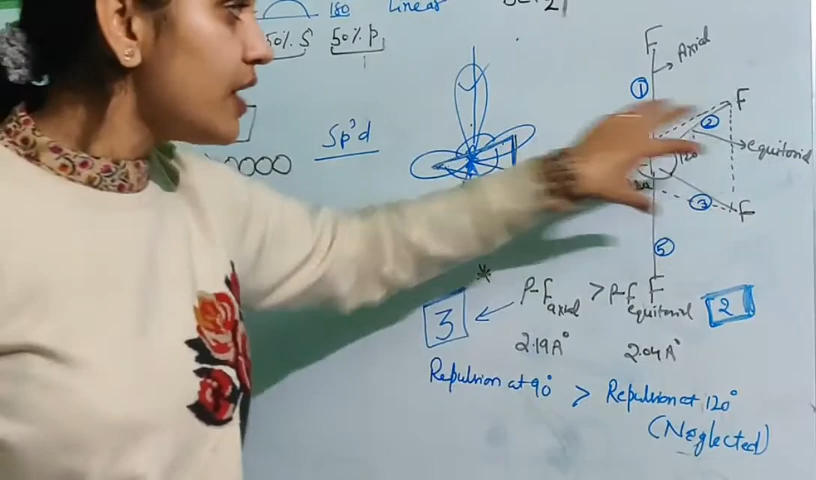 180
Linear
50% S 50% P
Sp³d
F
Axial
①
F
②
equitorial
120
③
F
⑤
F
*
P-F axial > P-F equitorial
3
2
2.19A°
2.04A°
Repulsion at 90° > Repulsion at 120°
(Neglected)